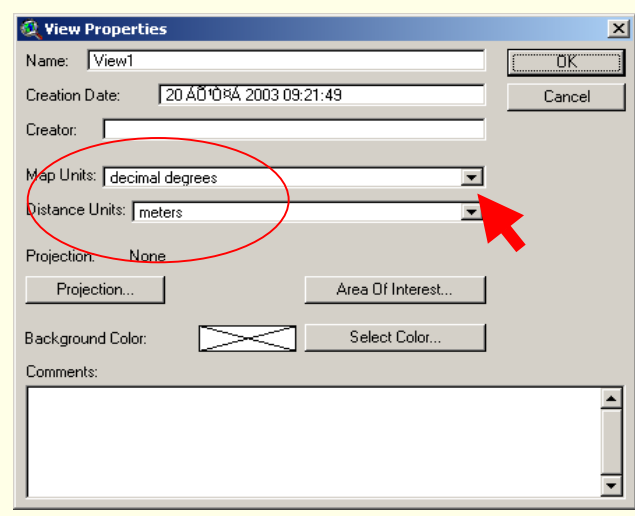 View Properties
Name: View1
OK
Creation Date: 20 ÁÕ¹Ò¤Á 2003 09:21:49
Cancel
Creator:
Map Units: decimal degrees
Distance Units: meters
Projection: None
Projection...
Area Of Interest...
Background Color:
Select Color...
Comments: